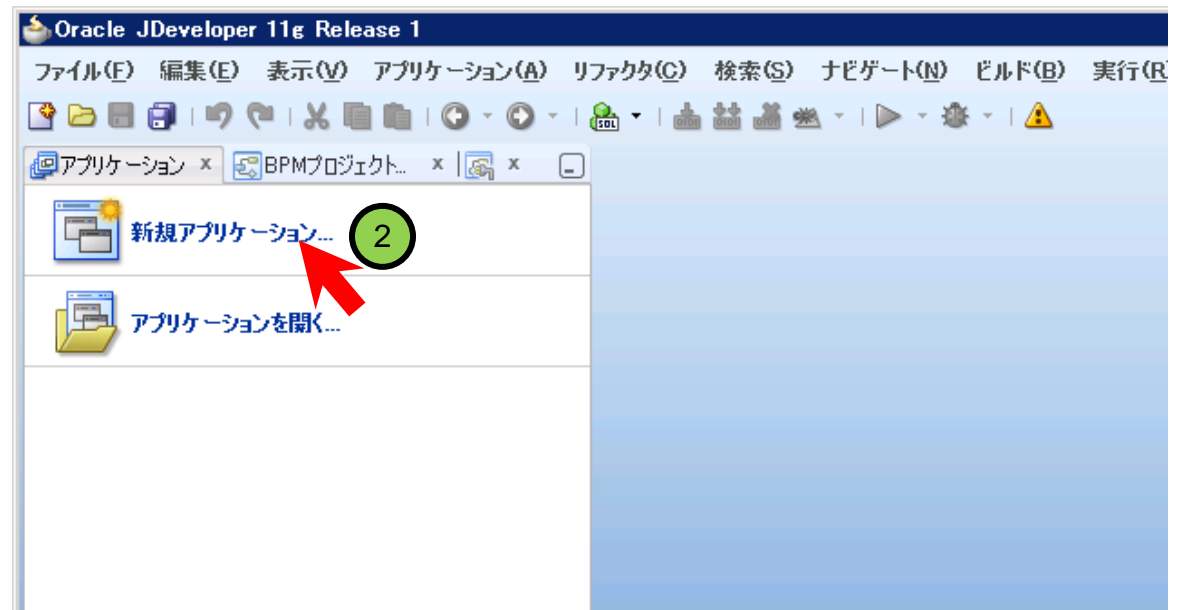 Oracle JDeveloper 11g Release 1
ファイル(F) 編集(E) 表示(V) アプリケーション(A) リファクタ(C) 検索(S) ナビゲート(N) ビルド(B) 実行(R
SQL
アプリケーション x BPMプロジェクト... x x
新規アプリケーション... 2
アプリケーションを開く...